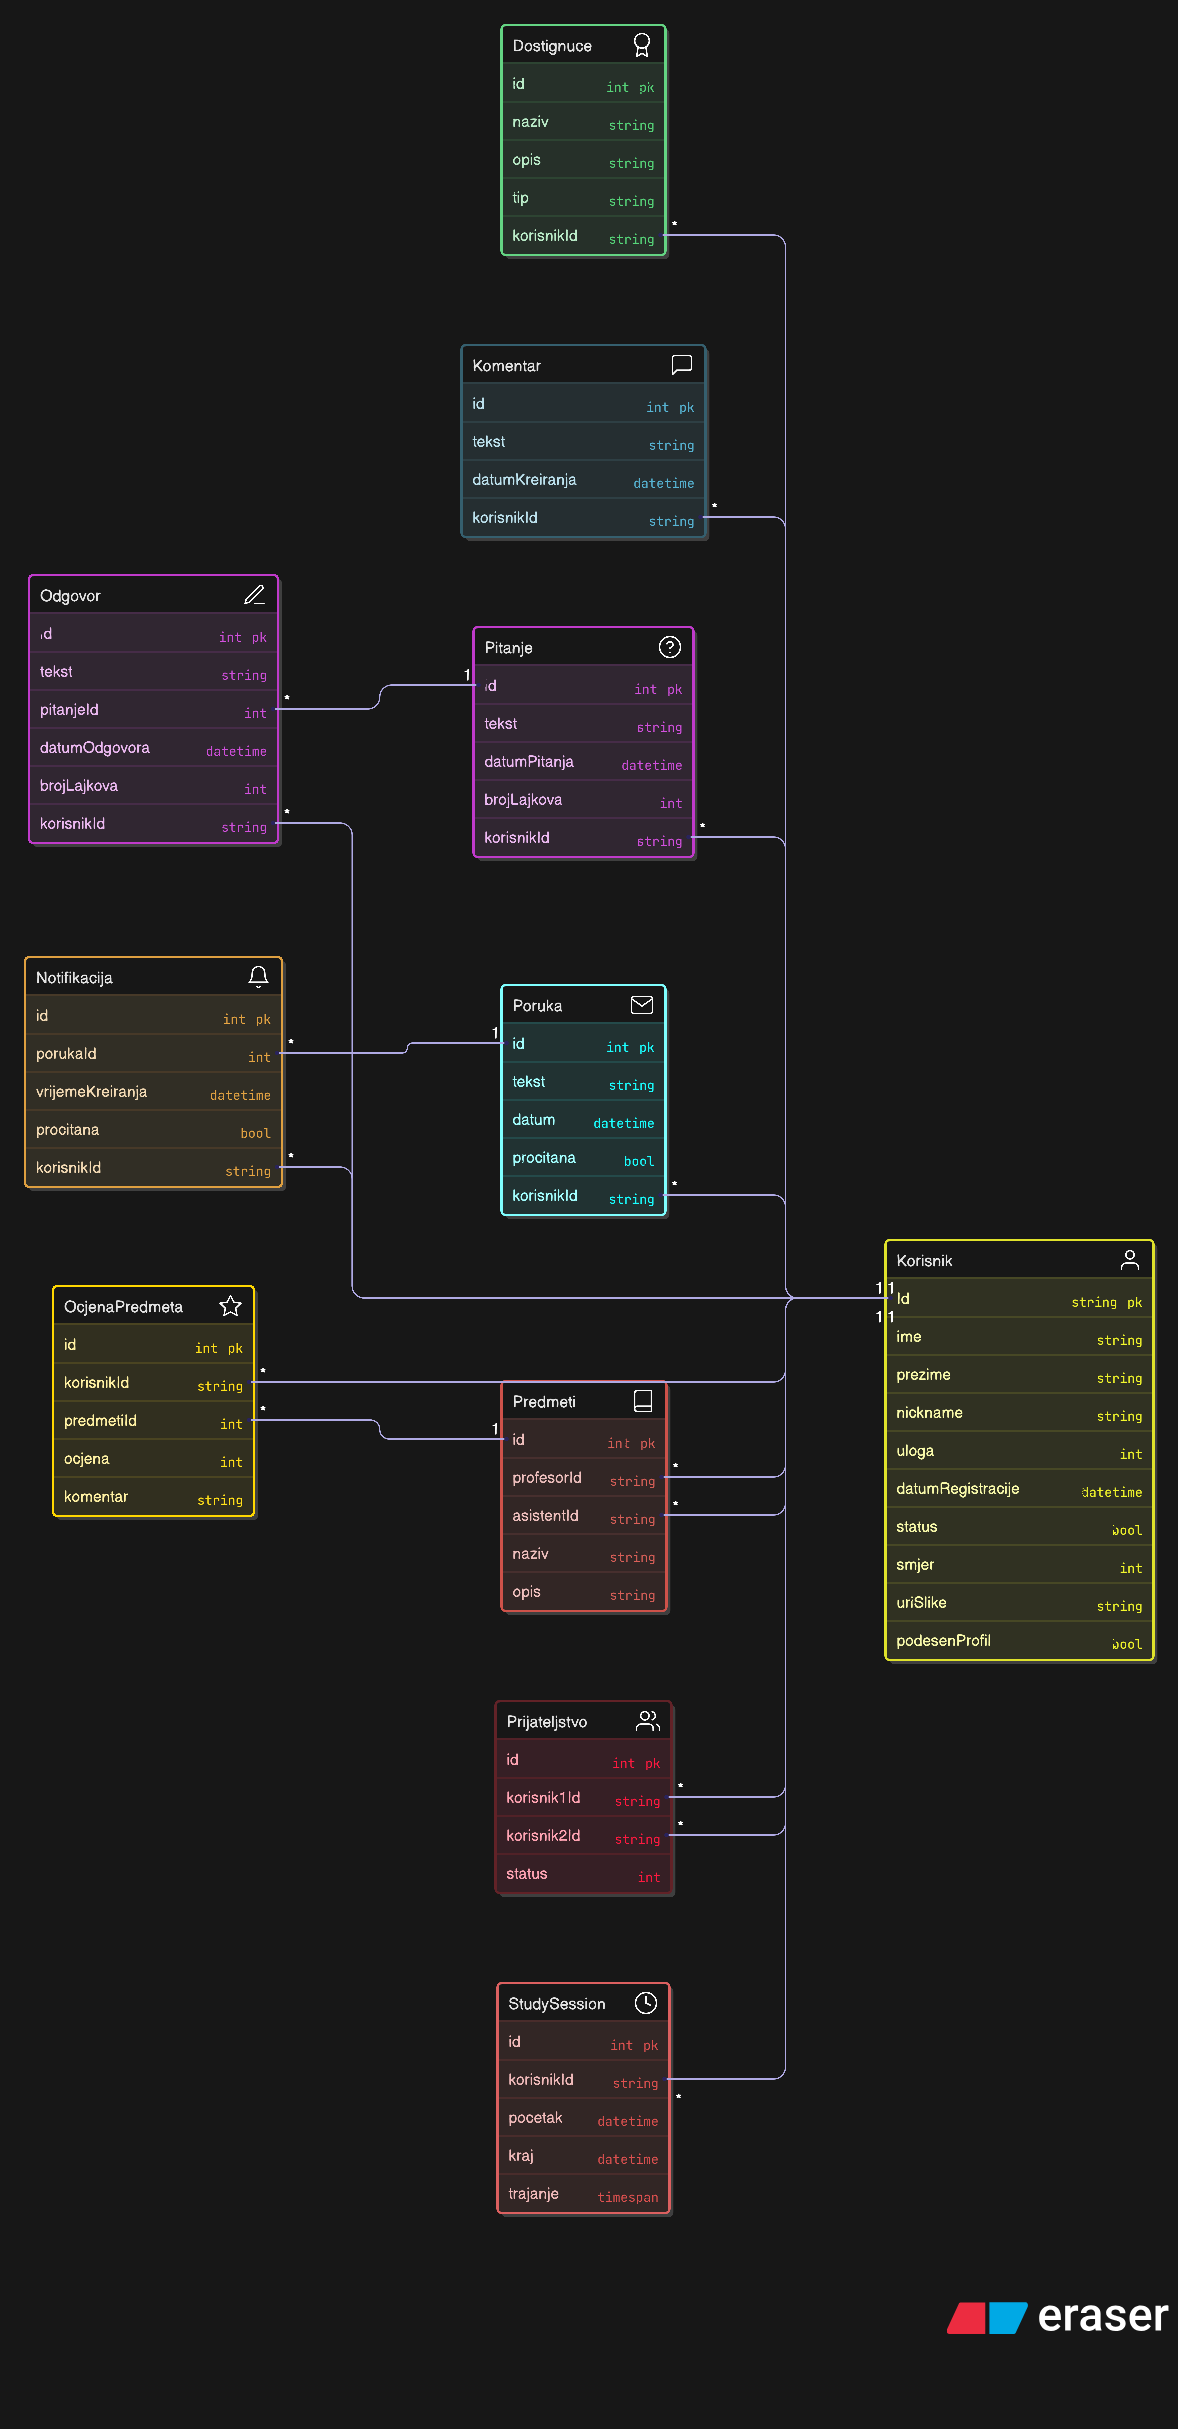 Dostignuce
id int pk
naziv string
opis string
tip string
korisnikId string
*
Komentar
id int pk
tekst string
datumKreiranja datetime
korisnikId string
*
Odgovor
id int pk
tekst string
pitanjeId int
*
datumOdgovora datetime
brojLajkova int
korisnikId string
*
Pitanje
1
id int pk
tekst string
datumPitanja datetime
brojLajkova int
korisnikId string
*
Notifikacija
id int pk
porukaId int
*
vrijemeKreiranja datetime
procitana bool
korisnikId string
*
Poruka
1
id int pk
tekst string
datum datetime
procitana bool
korisnikId string
*
Korisnik
1 1
Id string pk
1 1
ime string
prezime string
nickname string
uloga int
datumRegistracije datetime
status bool
smjer int
uriSlike string
podesenProfil bool
OcjenaPredmeta
id int pk
korisnikId string
*
predmetiId int
*
ocjena int
komentar string
Predmeti
1
id int pk
profesorId string
*
asistentId string
*
naziv string
opis string
Prijateljstvo
id int pk
korisnik1Id string
*
korisnik2Id string
*
status int
StudySession
id int pk
korisnikId string
*
pocetak datetime
kraj datetime
trajanje timespan
eraser